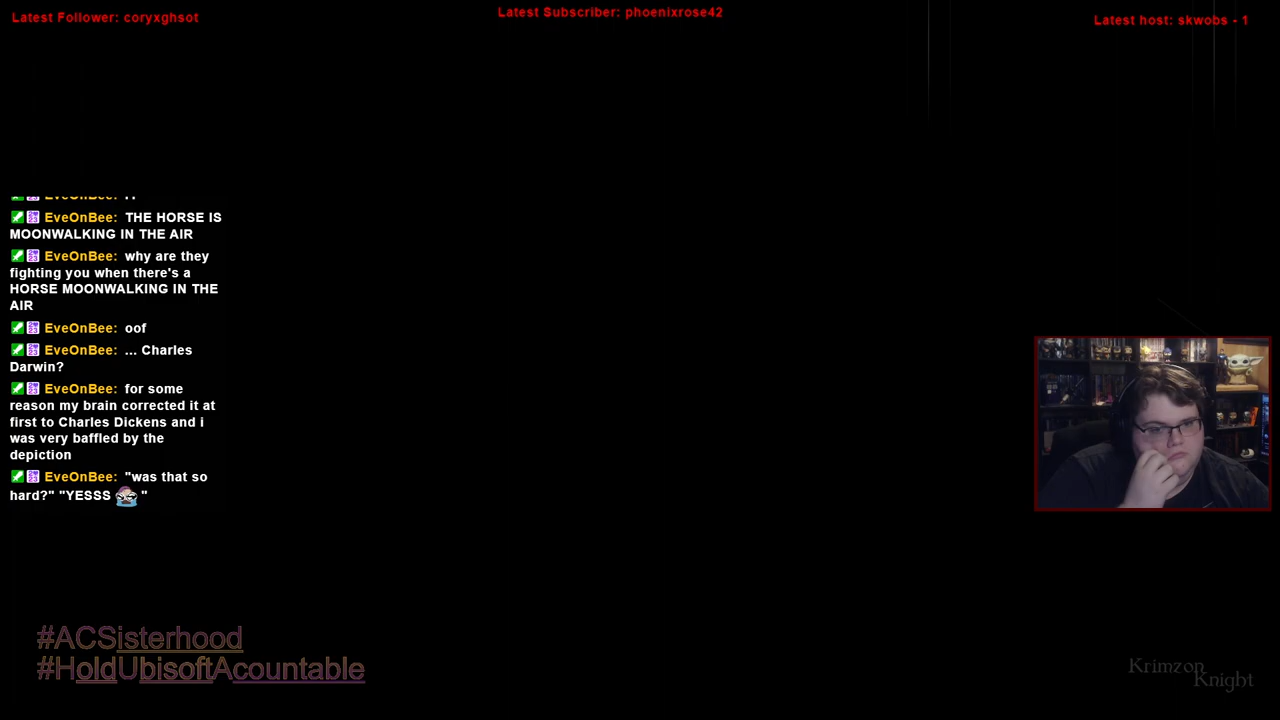 Latest Follower: coryxghsot
Latest Subscriber: phoenixrose42
Latest host: skwobs - 1
EveOnBee:
EveOnBee: THE HORSE IS
MOONWALKING IN THE AIR
EveOnBee: why are they
fighting you when there's a
HORSE MOONWALKING IN THE
AIR
EveOnBee: oof
EveOnBee: ... Charles
Darwin?
EveOnBee: for some
reason my brain corrected it at
first to Charles Dickens and i
was very baffled by the
depiction
EveOnBee: "was that so
hard?" "YESSS "
#ACSisterhood
#HoldUbisoftAcountable
Krimzon
Knight